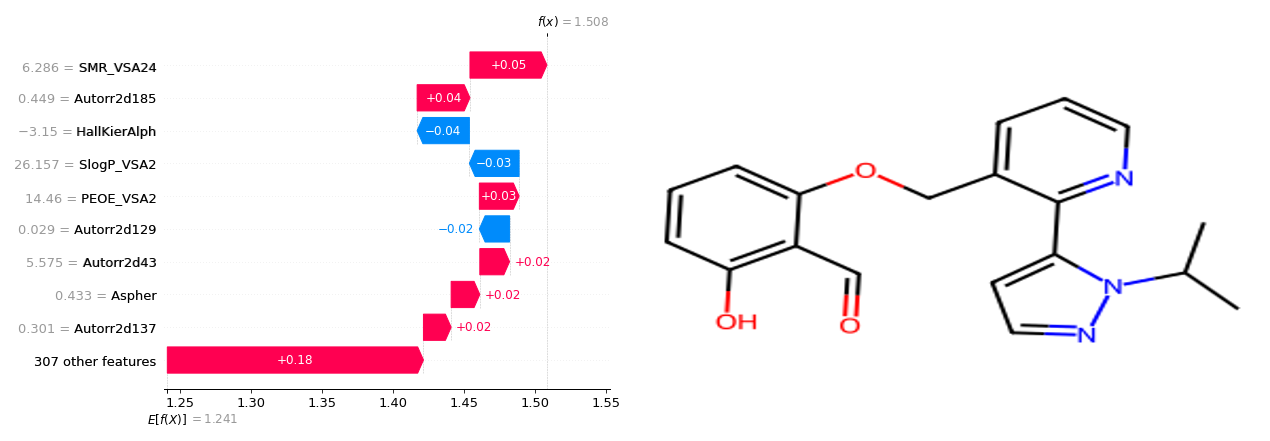 f(x) = 1.508
6.286 = SMR_VSA24 +0.05
0.449 = Autorr2d185 +0.04
−3.15 = HallKierAlph −0.04
26.157 = SlogP_VSA2 −0.03
14.46 = PEOE_VSA2 +0.03
0.029 = Autorr2d129 −0.02
5.575 = Autorr2d43 +0.02
0.433 = Aspher +0.02
0.301 = Autorr2d137 +0.02
307 other features +0.18
1.25 1.30 1.35 1.40 1.45 1.50 1.55
E[f(X)] = 1.241
O
N
N
OH
O
N